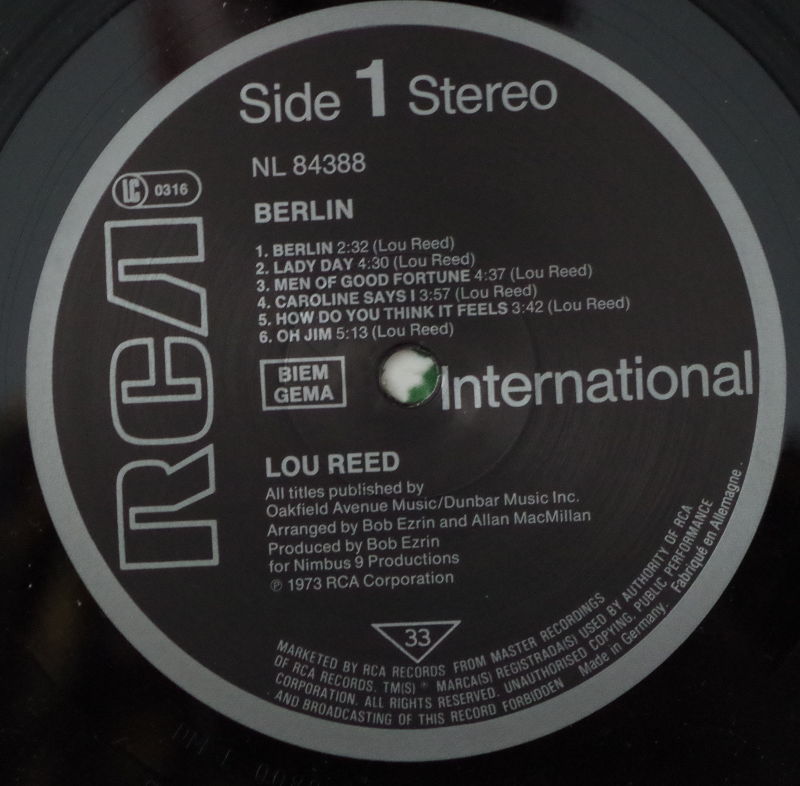 Side 1 Stereo
NL 84388
LC 0316
BERLIN
1. BERLIN 2:32 (Lou Reed)
2. LADY DAY 4:30 (Lou Reed)
3. MEN OF GOOD FORTUNE 4:37 (Lou Reed)
4. CAROLINE SAYS I 3:57 (Lou Reed)
5. HOW DO YOU THINK IT FEELS 3:42 (Lou Reed)
6. OH JIM 5:13 (Lou Reed)
RCA
BIEM
GEMA
International
LOU REED
All titles published by
Oakfield Avenue Music/Dunbar Music Inc.
Arranged by Bob Ezrin and Allan MacMillan
Produced by Bob Ezrin
for Nimbus 9 Productions
℗ 1973 RCA Corporation
33
MARKETED BY RCA RECORDS FROM MASTER RECORDINGS
OF RCA RECORDS. TM(S) ® MARCA(S) REGISTRADA(S) USED BY AUTHORITY OF RCA
CORPORATION. ALL RIGHTS RESERVED. UNAUTHORISED COPYING, PUBLIC PERFORMANCE
AND BROADCASTING OF THIS RECORD FORBIDDEN Made in Germany. Fabriqué en Allemagne.